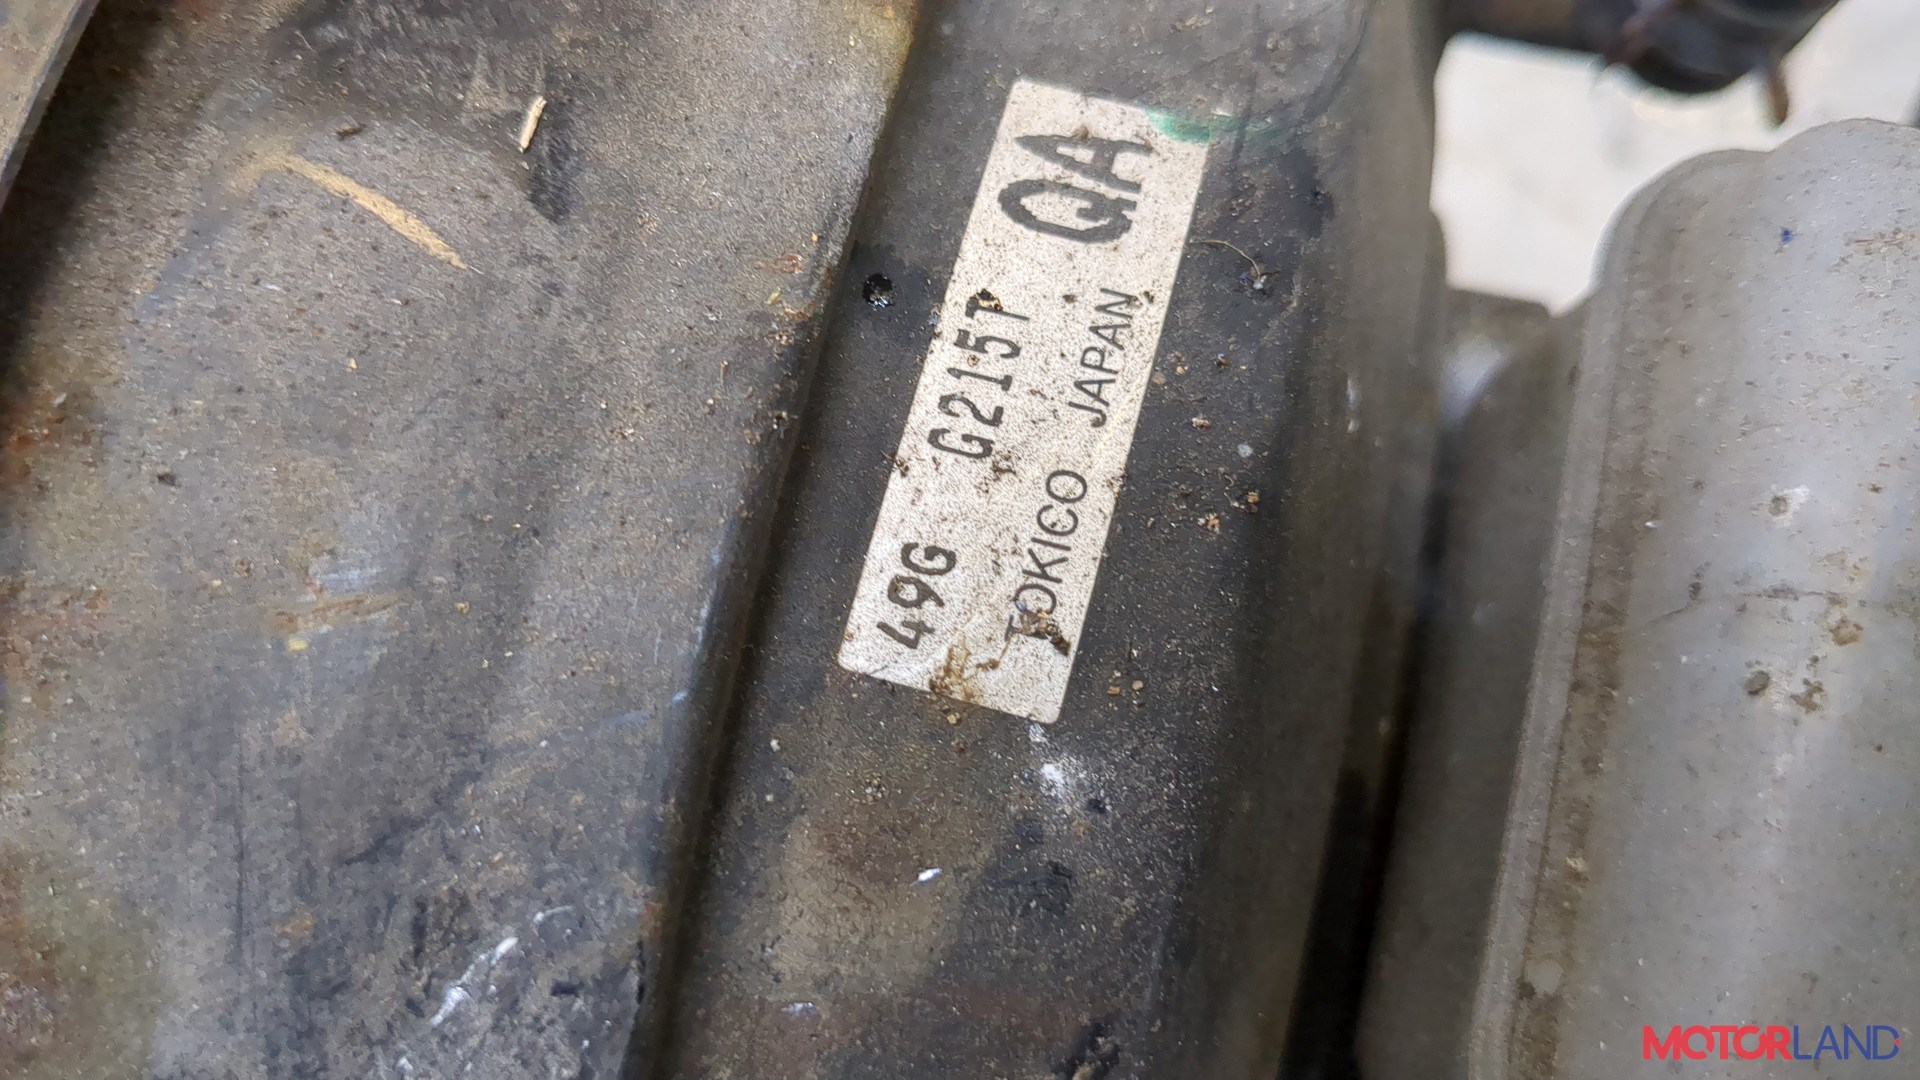 49G G215T QA
TOKICO JAPAN
MOTORLAND